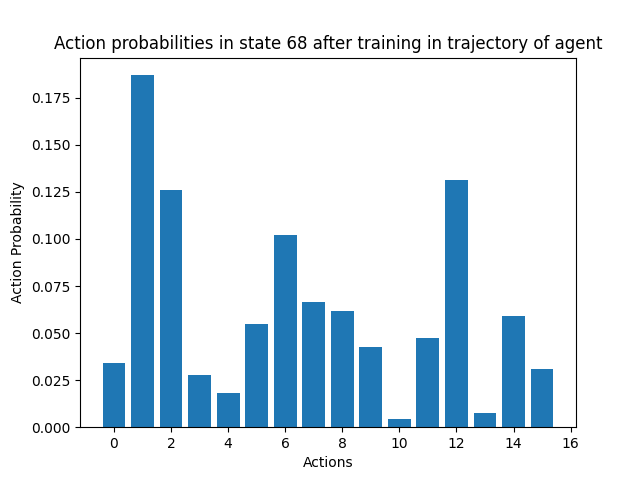 Action probabilities in state 68 after training in trajectory of agent
0.175
0.150
0.125
0.100
0.075
0.050
0.025
0.000
Action Probability
0 2 4 6 8 10 12 14 16
Actions